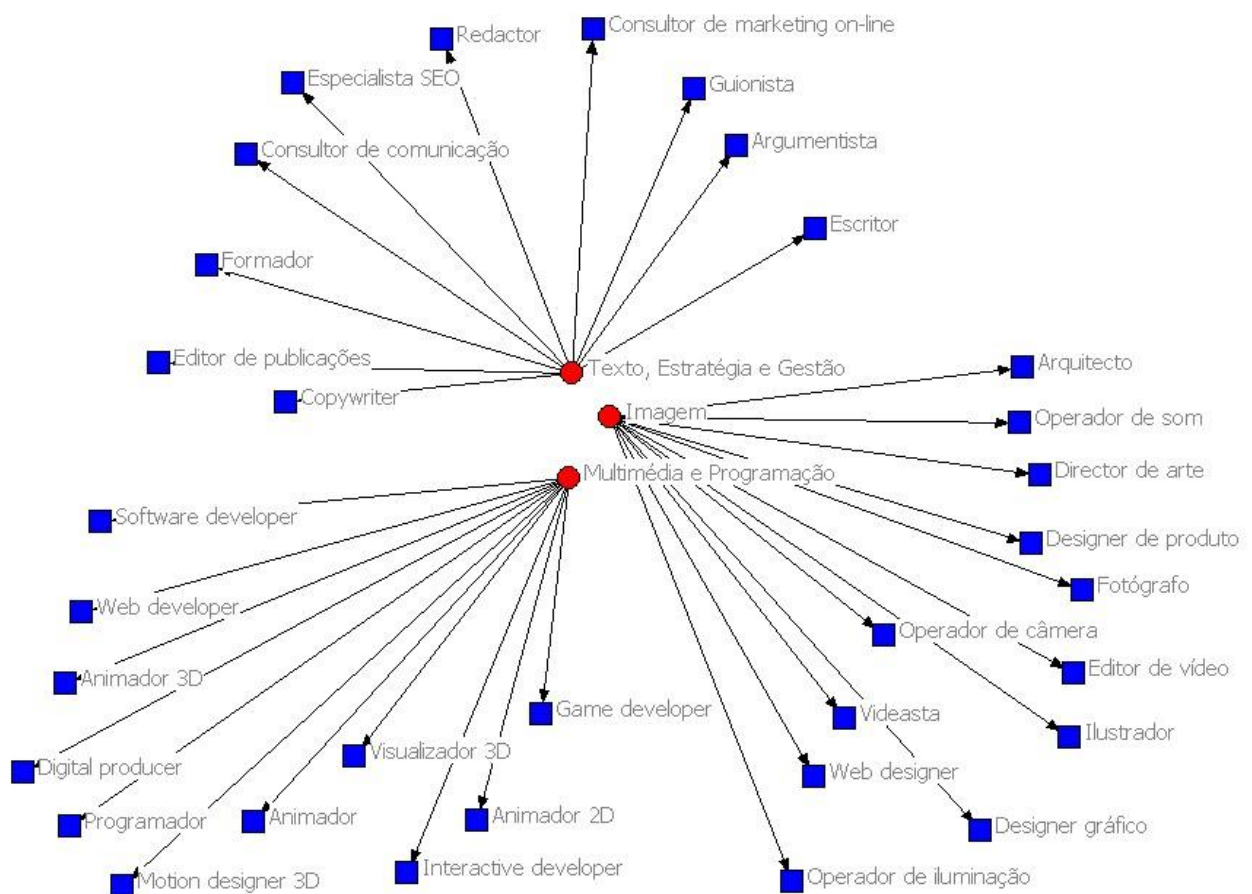 Consultor de marketing on-line
Redactor
Especialista SEO
Guionista
Argumentista
Consultor de comunicação
Escritor
Formador
Editor de publicações
Texto, Estratégia e Gestão
Arquitecto
Copywriter
Imagem
Operador de som
Multimédia e Programação
Director de arte
Software developer
Designer de produto
Fotógrafo
Web developer
Operador de câmera
Editor de vídeo
Animador 3D
Game developer
Videasta
Ilustrador
Visualizador 3D
Digital producer
Web designer
Programador
Animador
Animador 2D
Designer gráfico
Interactive developer
Operador de iluminação
Motion designer 3D